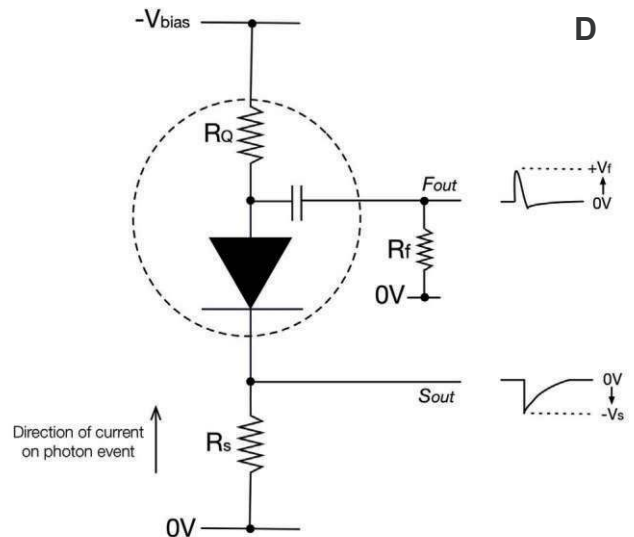 -Vbias
D
RQ
Fout
+Vf
0V
Rf
0V
Sout
0V
-Vs
Direction of current
on photon event
Rs
0V